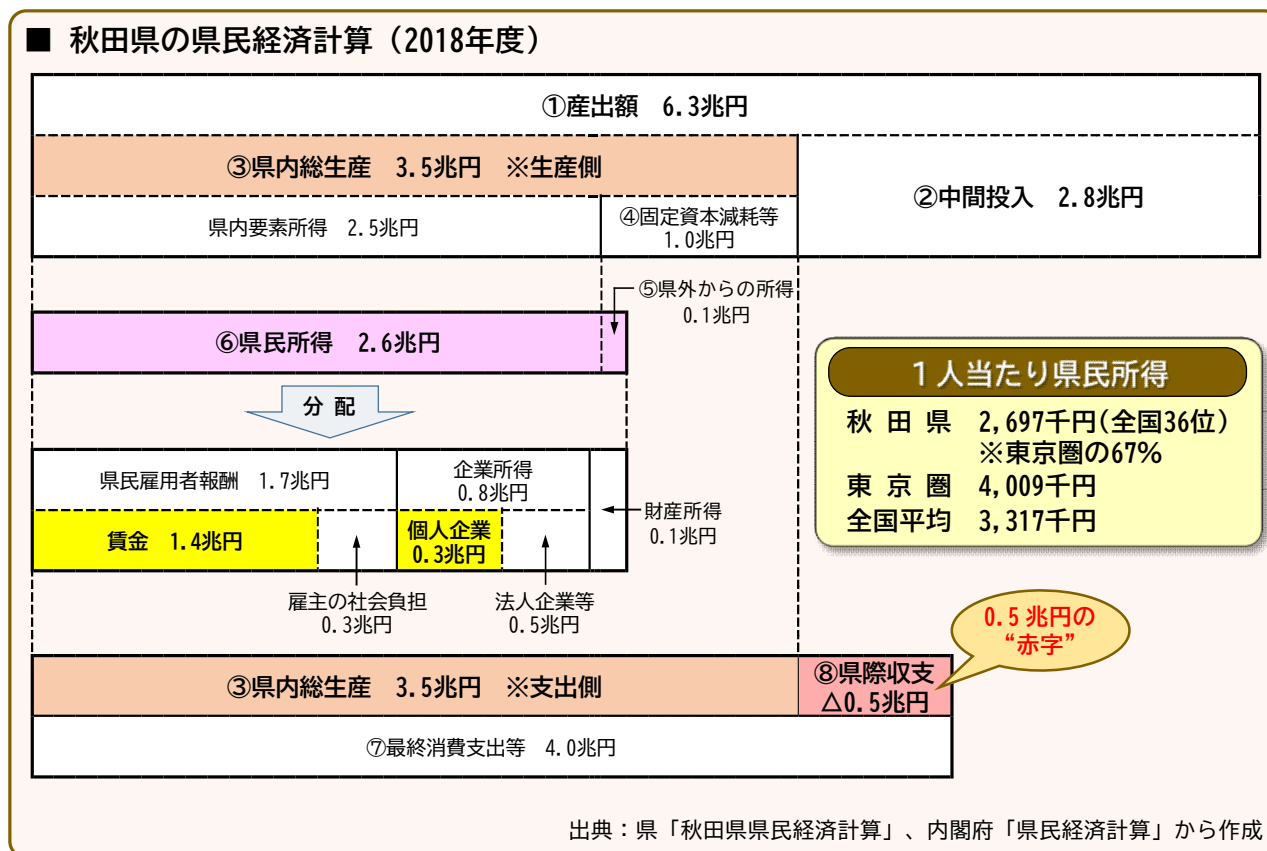 ■ 秋田県の県民経済計算（2018年度）
①産出額 6.3兆円
③県内総生産 3.5兆円 ※生産側
②中間投入 2.8兆円
県内要素所得 2.5兆円
④固定資本減耗等
1.0兆円
⑤県外からの所得
0.1兆円
⑥県民所得 2.6兆円
分 配
1人当たり県民所得
秋 田 県 2,697千円(全国36位)
※東京圏の67%
東 京 圏 4,009千円
全国平均 3,317千円
県民雇用者報酬 1.7兆円
企業所得
0.8兆円
財産所得
0.1兆円
賃金 1.4兆円
個人企業
0.3兆円
雇主の社会負担
0.3兆円
法人企業等
0.5兆円
0.5兆円の
“赤字”
③県内総生産 3.5兆円 ※支出側
⑧県際収支
△0.5兆円
⑦最終消費支出等 4.0兆円
出典：県「秋田県県民経済計算」、内閣府「県民経済計算」から作成